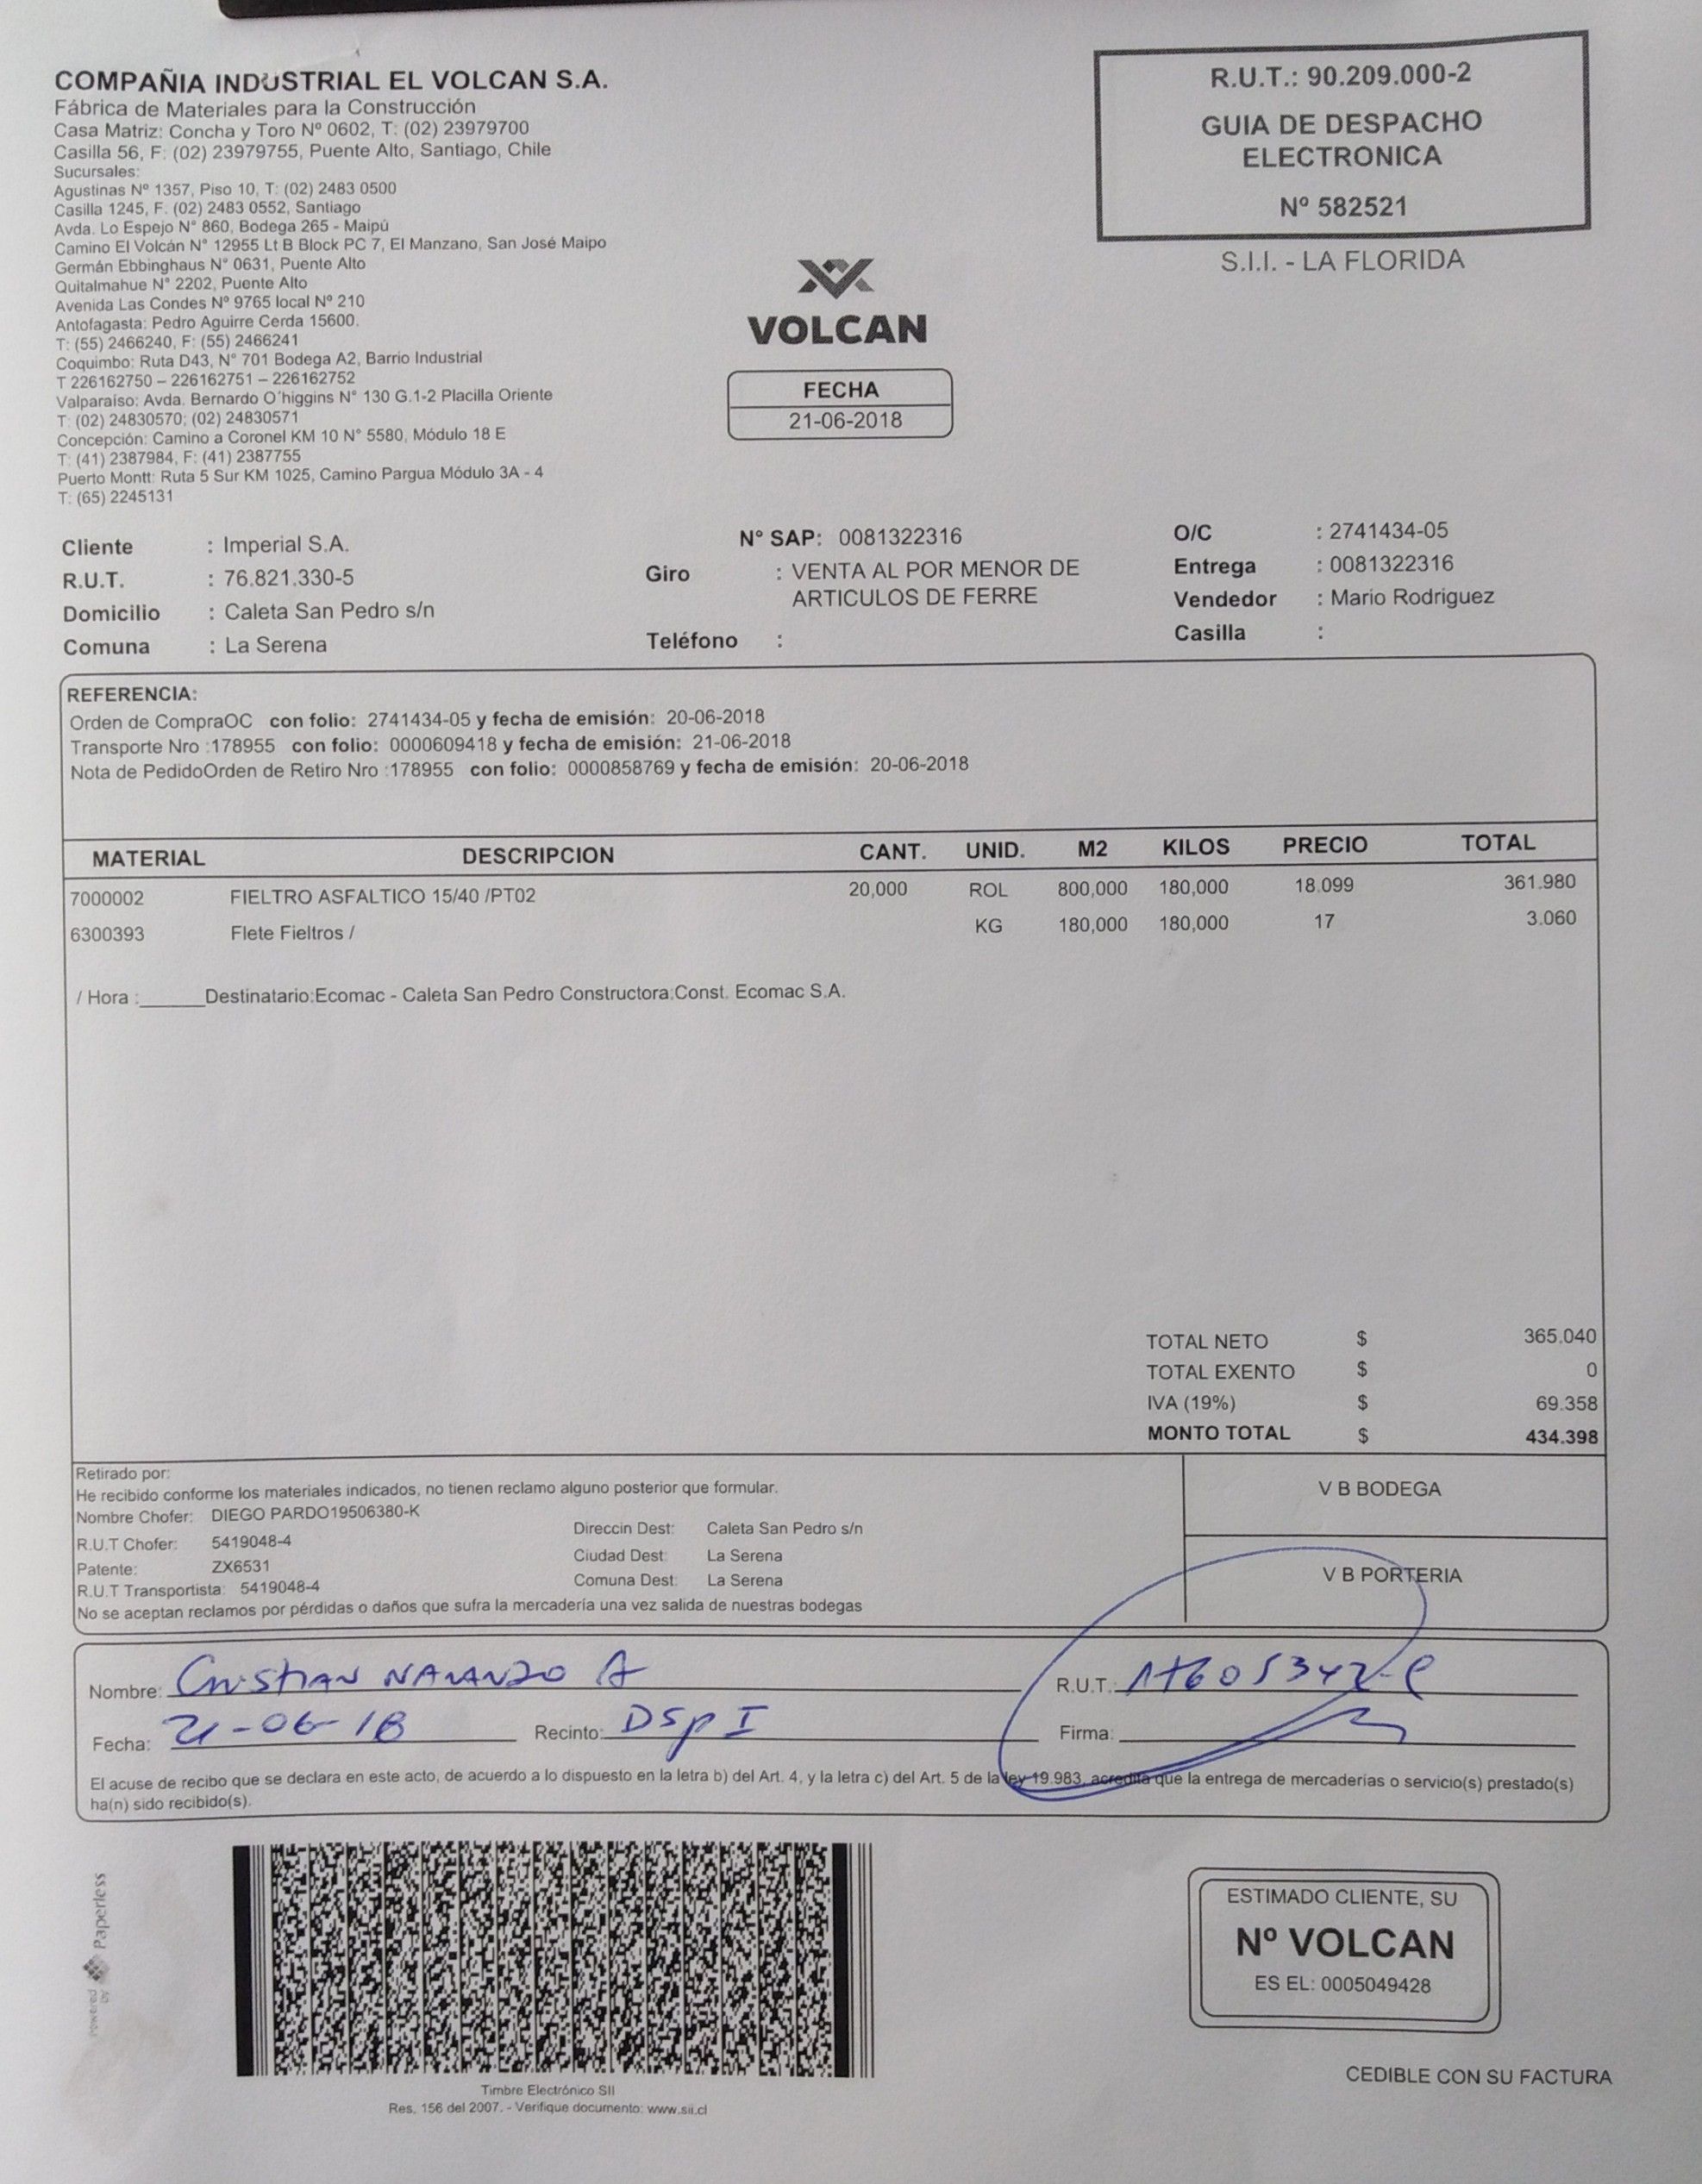 COMPAÑIA INDUSTRIAL EL VOLCAN S.A.
Fábrica de Materiales para la Construcción
Casa Matriz: Concha y Toro Nº 0602, T: (02) 23979700
Casilla 56, F: (02) 23979755, Puente Alto, Santiago, Chile
Sucursales:
Agustinas Nº 1357, Piso 10, T: (02) 2483 0500
Casilla 1245, F. (02) 2483 0552, Santiago
Avda. Lo Espejo N° 860, Bodega 265 - Maipú
Camino El Volcán N° 12955 Lt B Block PC 7, El Manzano, San José Maipo
Germán Ebbinghaus N° 0631, Puente Alto
Quitalmahue N° 2202, Puente Alto
Avenida Las Condes Nº 9765 local Nº 210
Antofagasta: Pedro Aguirre Cerda 15600.
T: (55) 2466240, F: (55) 2466241
Coquimbo: Ruta D43, N° 701 Bodega A2, Barrio Industrial
T 226162750 – 226162751 – 226162752
Valparaíso: Avda. Bernardo O´higgins N° 130 G.1-2 Placilla Oriente
T: (02) 24830570; (02) 24830571
Concepción: Camino a Coronel KM 10 N° 5580, Módulo 18 E
T: (41) 2387984, F: (41) 2387755
Puerto Montt: Ruta 5 Sur KM 1025, Camino Pargua Módulo 3A - 4
T: (65) 2245131
VOLCAN
FECHA
21-06-2018
R.U.T.: 90.209.000-2
GUIA DE DESPACHO
ELECTRONICA
Nº 582521
S.I.I. - LA FLORIDA
Cliente : Imperial S.A.
R.U.T. : 76.821.330-5
Domicilio : Caleta San Pedro s/n
Comuna : La Serena
N° SAP: 0081322316
Giro : VENTA AL POR MENOR DE
ARTICULOS DE FERRE
Teléfono :
O/C : 2741434-05
Entrega : 0081322316
Vendedor : Mario Rodriguez
Casilla :
REFERENCIA:
Orden de CompraOC con folio: 2741434-05 y fecha de emisión: 20-06-2018
Transporte Nro :178955 con folio: 0000609418 y fecha de emisión: 21-06-2018
Nota de PedidoOrden de Retiro Nro :178955 con folio: 0000858769 y fecha de emisión: 20-06-2018
MATERIAL DESCRIPCION CANT. UNID. M2 KILOS PRECIO TOTAL
7000002 FIELTRO ASFALTICO 15/40 /PT02 20,000 ROL 800,000 180,000 18.099 361.980
6300393 Flete Fieltros / KG 180,000 180,000 17 3.060
/ Hora :______Destinatario:Ecomac - Caleta San Pedro Constructora:Const. Ecomac S.A.
TOTAL NETO $ 365.040
TOTAL EXENTO $ 0
IVA (19%) $ 69.358
MONTO TOTAL $ 434.398
Retirado por:
He recibido conforme los materiales indicados, no tienen reclamo alguno posterior que formular.
Nombre Chofer: DIEGO PARDO19506380-K
R.U.T Chofer: 5419048-4
Patente: ZX6531
R.U.T Transportista: 5419048-4
Direccin Dest: Caleta San Pedro s/n
Ciudad Dest: La Serena
Comuna Dest: La Serena
No se aceptan reclamos por pérdidas o daños que sufra la mercadería una vez salida de nuestras bodegas
V B BODEGA
V B PORTERIA
Nombre: Cristian NARANJO A
R.U.T.:
Fecha: 21-06-18 Recinto: DSp I Firma:
El acuse de recibo que se declara en este acto, de acuerdo a lo dispuesto en la letra b) del Art. 4, y la letra c) del Art. 5 de la ley 19.983, acredita que la entrega de mercaderías o servicio(s) prestado(s)
ha(n) sido recibido(s).
Powered by Paperless
Timbre Electrónico SII
Res. 156 del 2007. - Verifique documento: www.sii.cl
ESTIMADO CLIENTE, SU
Nº VOLCAN
ES EL: 0005049428
CEDIBLE CON SU FACTURA